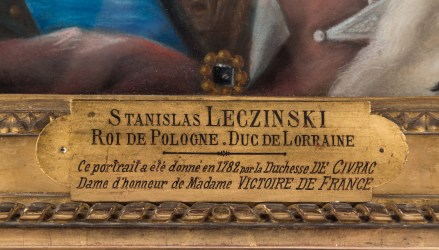 STANISLAS LECZINSKI
ROI DE POLOGNE. DUC DE LORRAINE
Ce portrait a été donné en 1782 par la Duchesse DE CIVRAC
Dame d'honneur de Madame VICTOIRE DE FRANCE